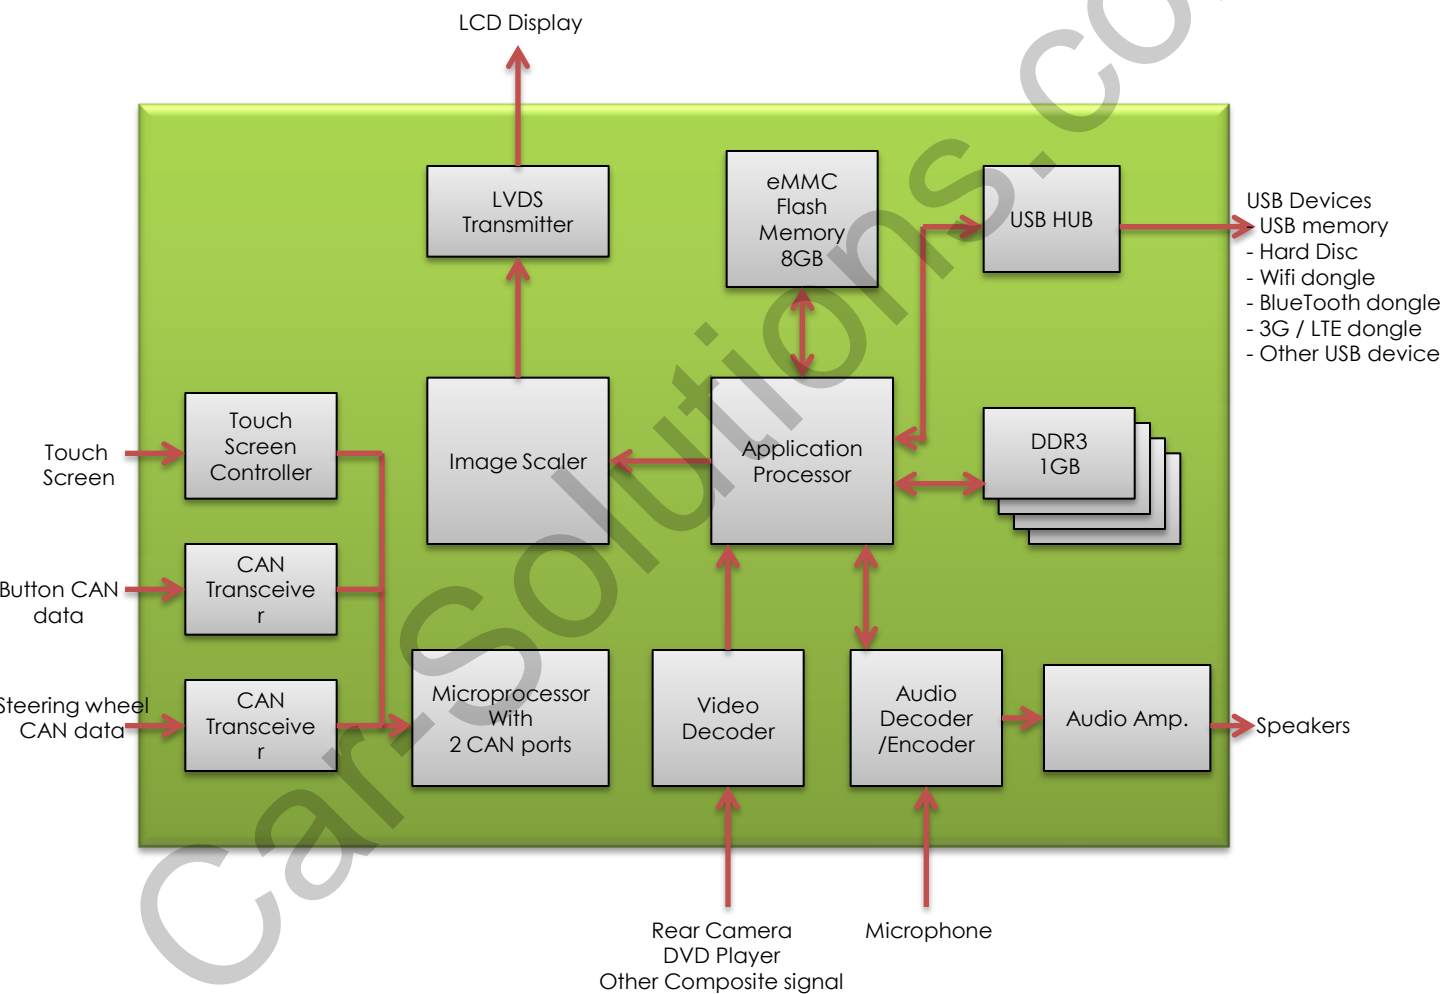 LCD Display
LVDS
Transmitter
eMMC
Flash
Memory
8GB
USB HUB
USB Devices
- USB memory
- Hard Disc
- Wifi dongle
- BlueTooth dongle
- 3G / LTE dongle
- Other USB device
Touch
Screen
Touch
Screen
Controller
Image Scaler
Application
Processor
DDR3
1GB
Button CAN
data
CAN
Transceive
r
Steering wheel
CAN data
CAN
Transceive
r
Microprocessor
With
2 CAN ports
Video
Decoder
Audio
Decoder
/Encoder
Audio Amp.
Speakers
Rear Camera
DVD Player
Other Composite signal
Microphone
Car-Solutions.co